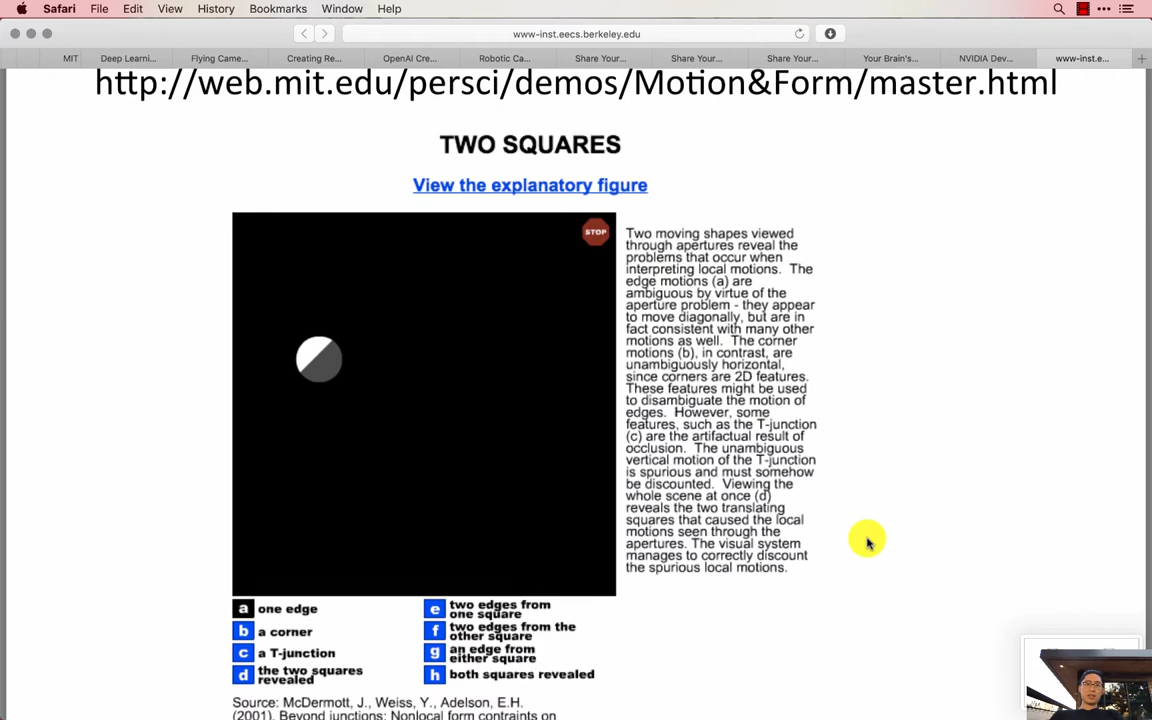 Safari File Edit View History Bookmarks Window Help
www-inst.eecs.berkeley.edu
MIT Deep Learni... Flying Came... Creating Re... OpenAI Cre... Robotic Ca... Share Your... Share Your... Share Your... Your Brain's... NVIDIA Dev... www-inst.e...
http://web.mit.edu/persci/demos/Motion&Form/master.html
TWO SQUARES
View the explanatory figure
STOP
Two moving shapes viewed
through apertures reveal the
problems that occur when
interpreting local motions. The
edge motions (a) are
ambiguous by virtue of the
aperture problem - they appear
to move diagonally, but are in
fact consistent with many other
motions as well. The corner
motions (b), in contrast, are
unambiguously horizontal,
since corners are 2D features.
These features might be used
to disambiguate the motion of
edges. However, some
features, such as the T-junction
(c) are the artifactual result of
occlusion. The unambiguous
vertical motion of the T-junction
is spurious and must somehow
be discounted. Viewing the
whole scene at once (d)
reveals the two translating
squares that caused the local
motions seen through the
apertures. The visual system
manages to correctly discount
the spurious local motions.
a one edge
b a corner
c a T-junction
d the two squares
revealed
e two edges from
one square
f two edges from the
other square
g an edge from
either square
h both squares revealed
Source: McDermott, J., Weiss, Y., Adelson, E.H.
(2001). Beyond junctions: Nonlocal form contraints on